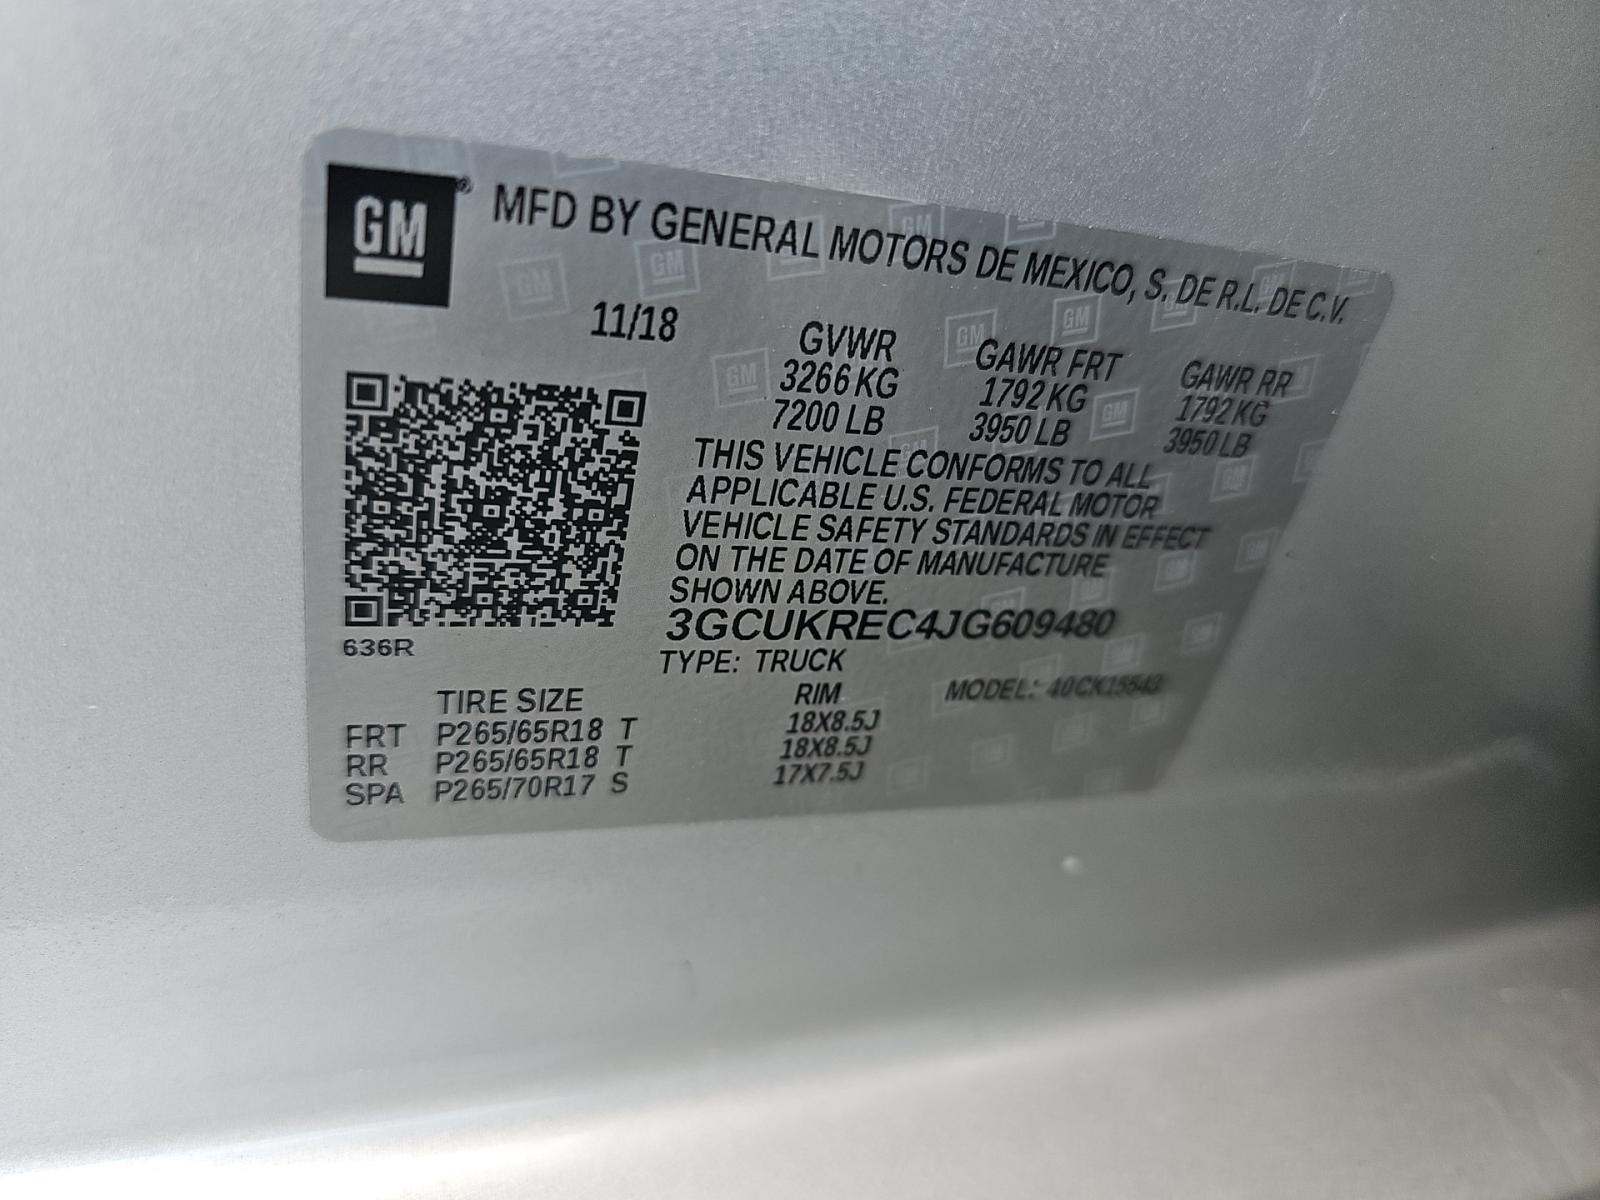 GM® MFD BY GENERAL MOTORS DE MEXICO, S. DE R.L. DE C.V.
11/18
GVWR GAWR FRT GAWR RR
3266 KG 1792 KG 1792 KG
7200 LB 3950 LB 3950 LB
THIS VEHICLE CONFORMS TO ALL
APPLICABLE U.S. FEDERAL MOTOR
VEHICLE SAFETY STANDARDS IN EFFECT
ON THE DATE OF MANUFACTURE
SHOWN ABOVE.
3GCUKREC4JG609480
636R
TYPE: TRUCK
MODEL:
TIRE SIZE RIM
FRT P265/65R18 T 18X8.5J
RR P265/65R18 T 18X8.5J
SPA P265/70R17 S 17X7.5J